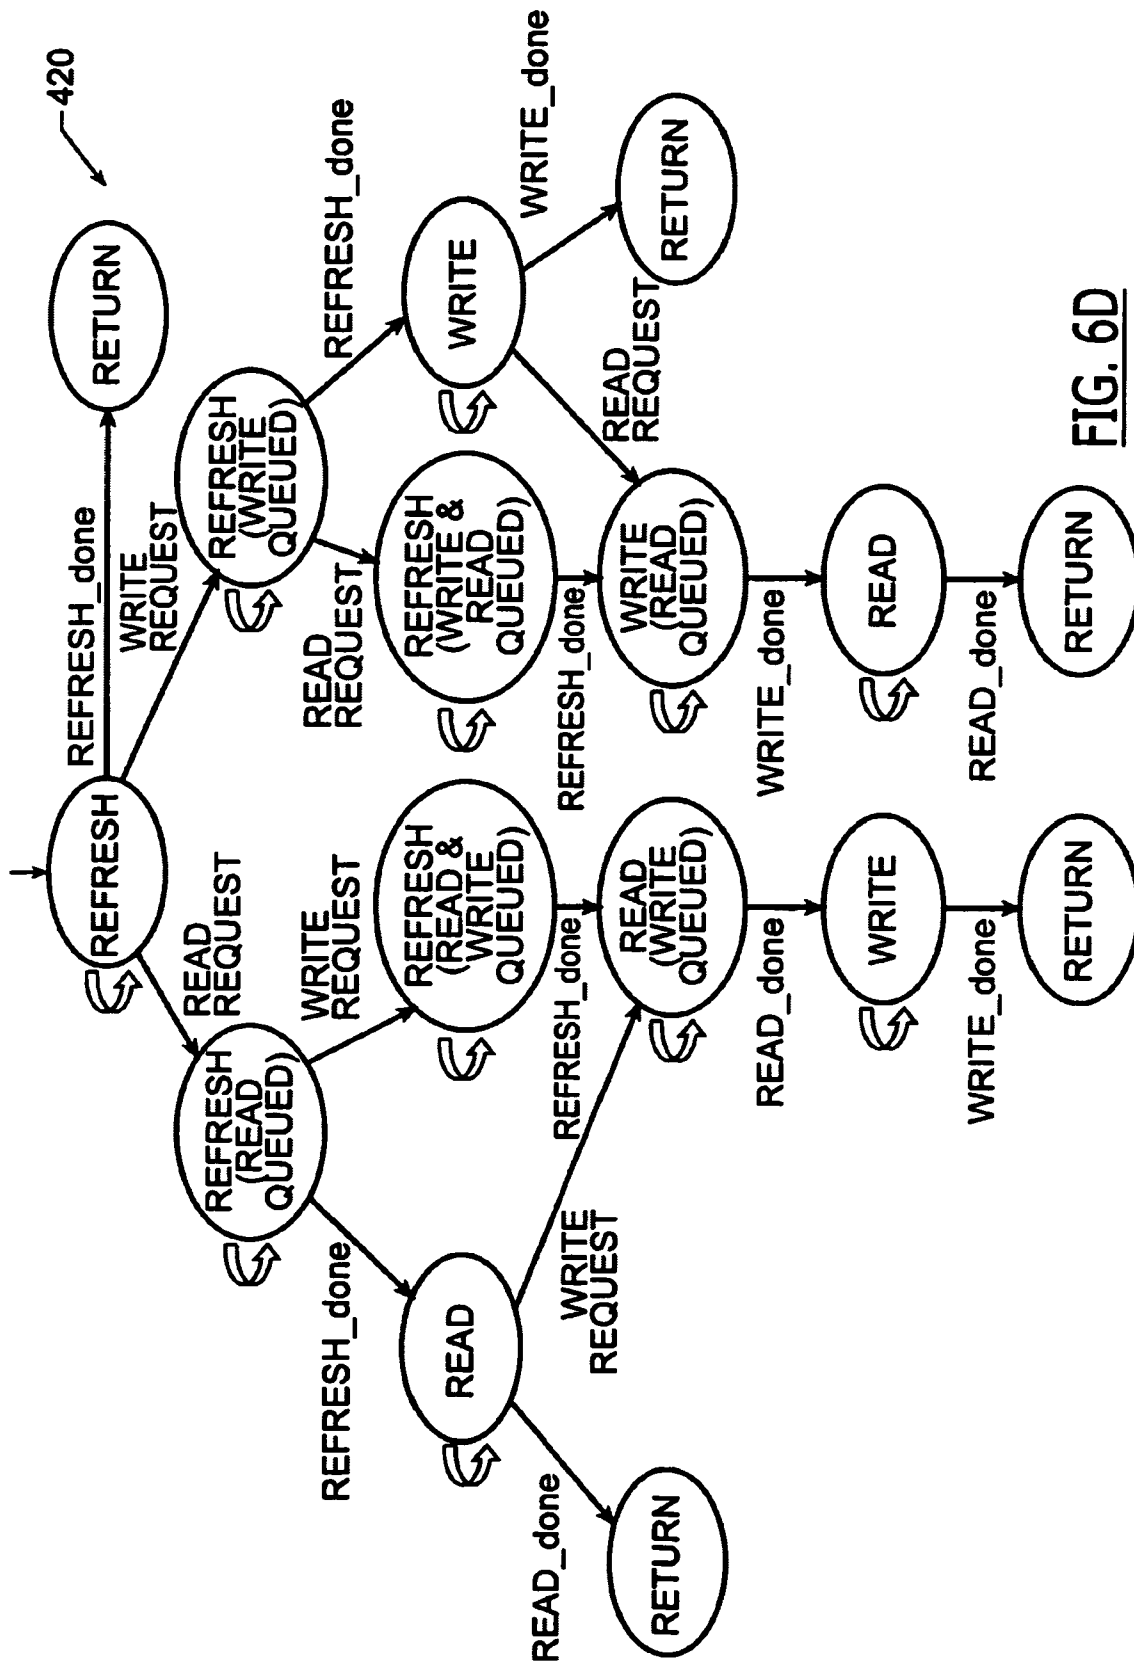 420
REFRESH
REFRESH_done
RETURN
READ
REQUEST
WRITE
REQUEST
REFRESH
(READ
QUEUED)
REFRESH
(WRITE
QUEUED)
REFRESH_done
WRITE
REQUEST
READ
REQUEST
REFRESH_done
READ
REFRESH
(READ &
WRITE
QUEUED)
REFRESH
(WRITE &
READ
QUEUED)
WRITE
READ_done
WRITE
REQUEST
REFRESH_done
REFRESH_done
READ
REQUEST
WRITE_done
RETURN
READ
(WRITE
QUEUED)
WRITE
(READ
QUEUED)
RETURN
READ_done
WRITE_done
WRITE
READ
WRITE_done
READ_done
RETURN
RETURN
FIG. 6D